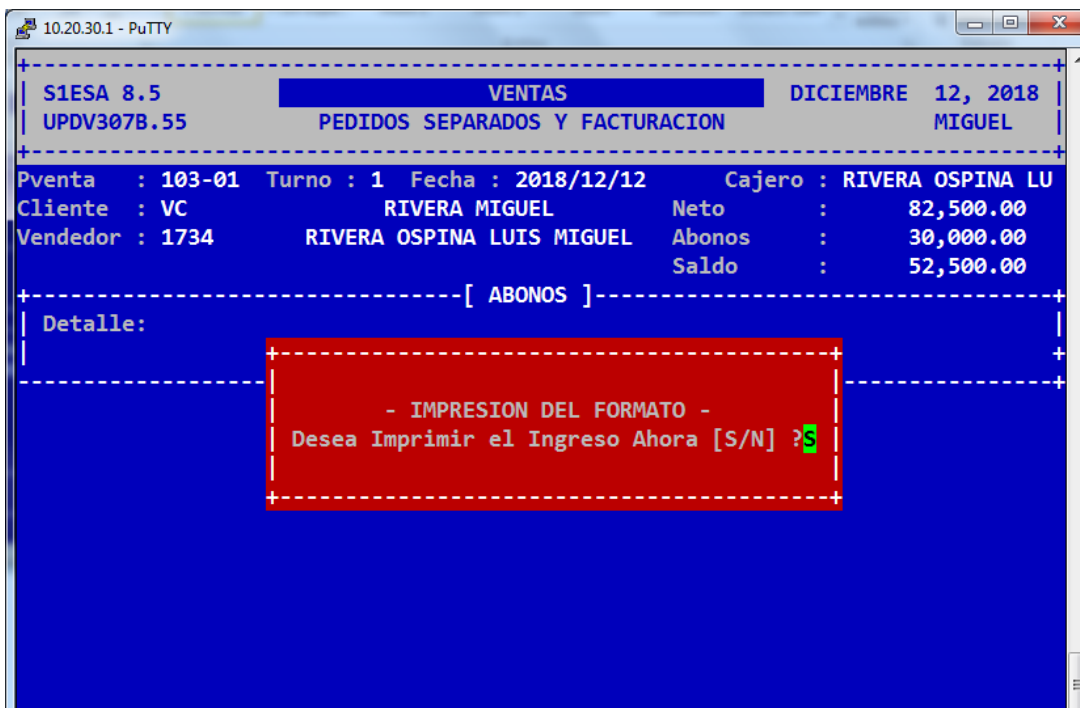 10.20.30.1 - PuTTY
S1ESA 8.5 VENTAS DICIEMBRE 12, 2018
UPDV307B.55 PEDIDOS SEPARADOS Y FACTURACION MIGUEL
Pventa : 103-01 Turno : 1 Fecha : 2018/12/12 Cajero : RIVERA OSPINA LU
Cliente : VC RIVERA MIGUEL Neto : 82,500.00
Vendedor : 1734 RIVERA OSPINA LUIS MIGUEL Abonos : 30,000.00
Saldo : 52,500.00
[ ABONOS ]
Detalle:
- IMPRESION DEL FORMATO -
Desea Imprimir el Ingreso Ahora [S/N] ?S